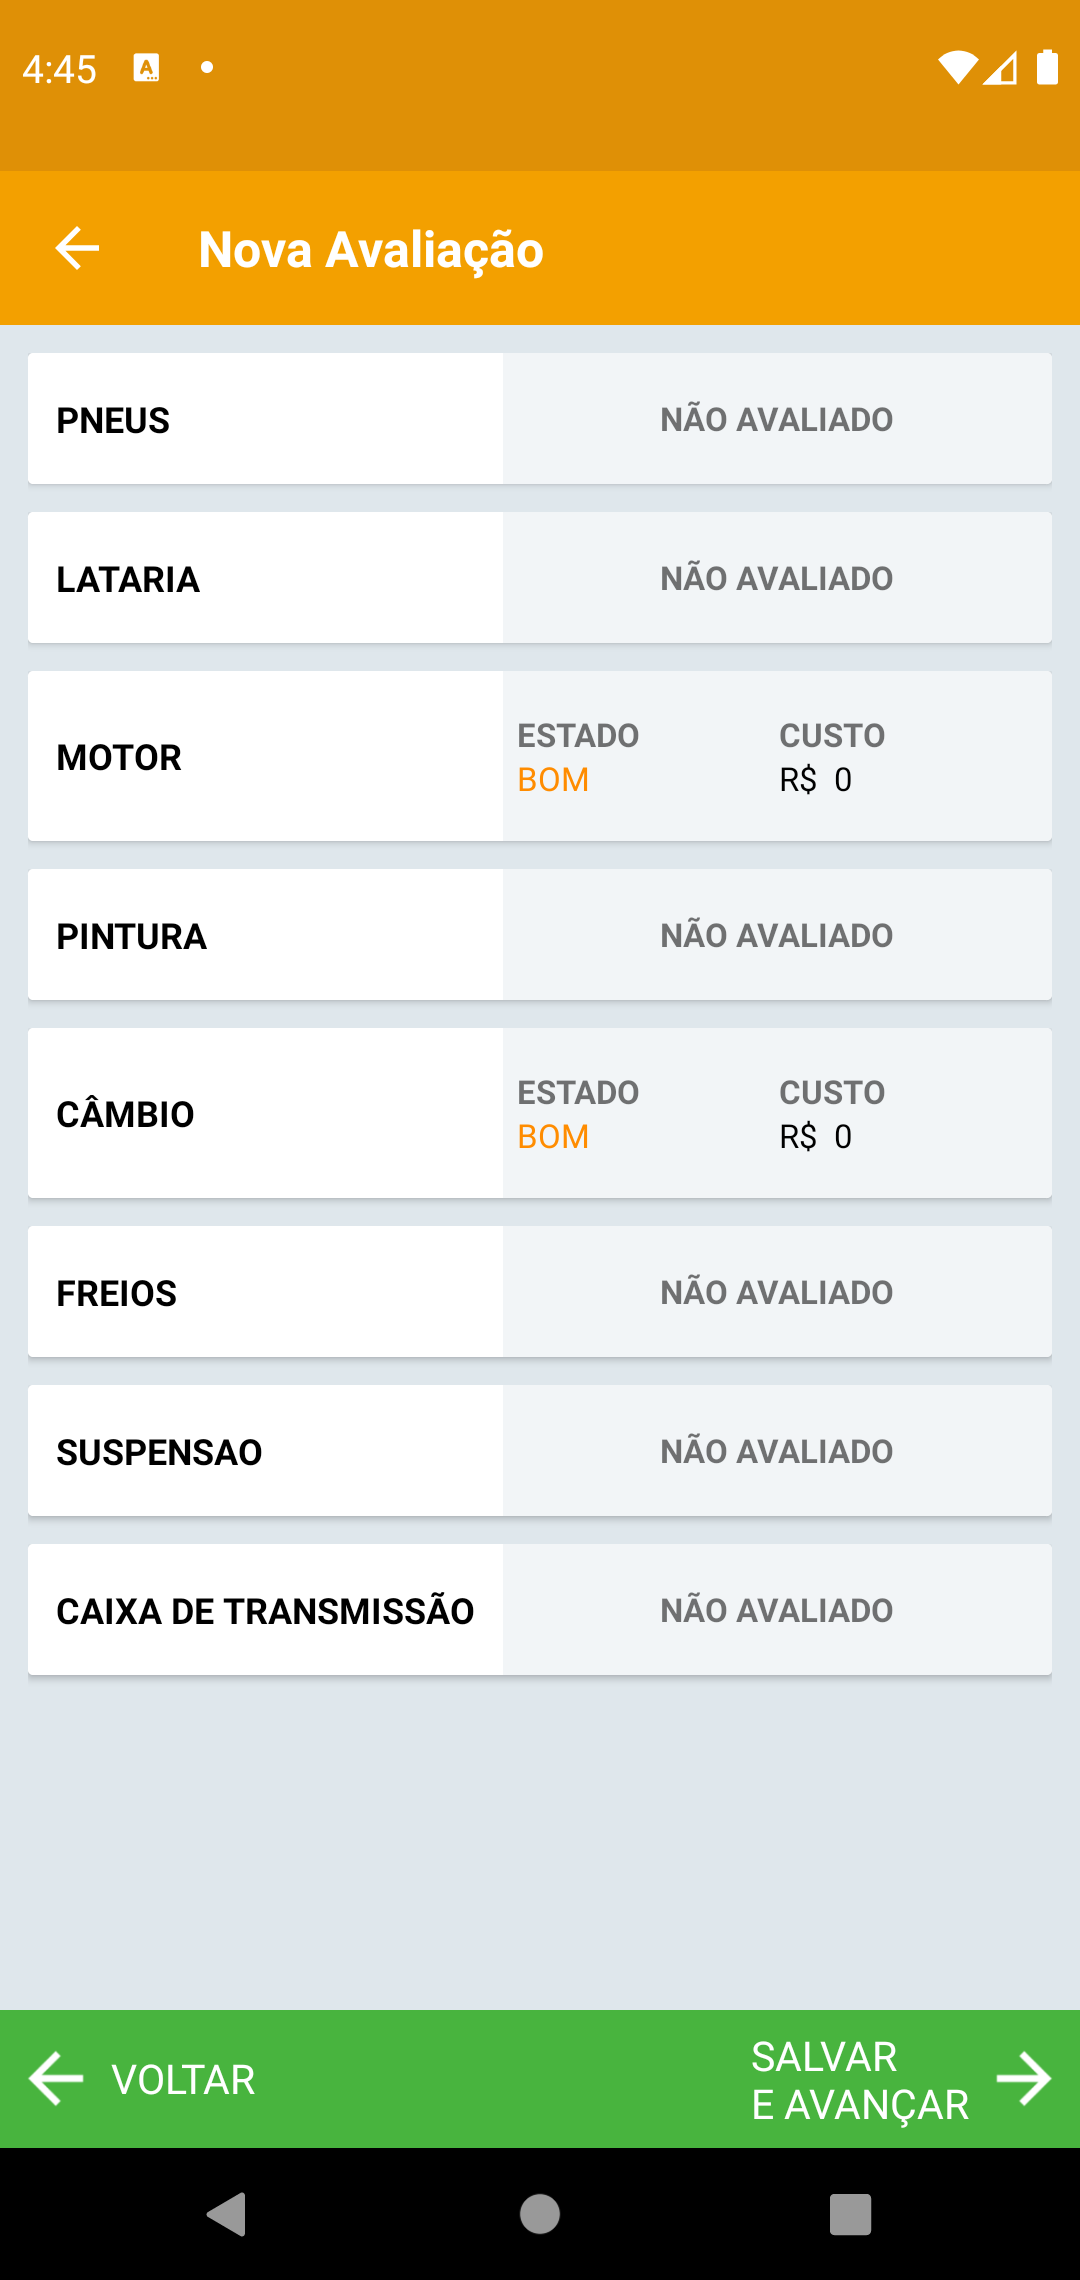 4:45
Nova Avaliação
PNEUS
NÃO AVALIADO
LATARIA
NÃO AVALIADO
MOTOR
ESTADO CUSTO
BOM R$ 0
PINTURA
NÃO AVALIADO
CÂMBIO
ESTADO CUSTO
BOM R$ 0
FREIOS
NÃO AVALIADO
SUSPENSAO
NÃO AVALIADO
CAIXA DE TRANSMISSÃO
NÃO AVALIADO
VOLTAR
SALVAR
E AVANÇAR